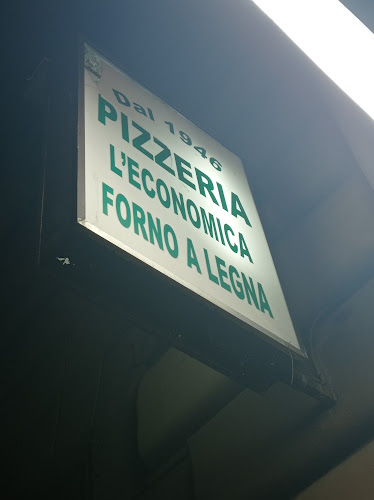 Dal 1946
PIZZERIA
L'ECONOMICA
FORNO A LEGNA